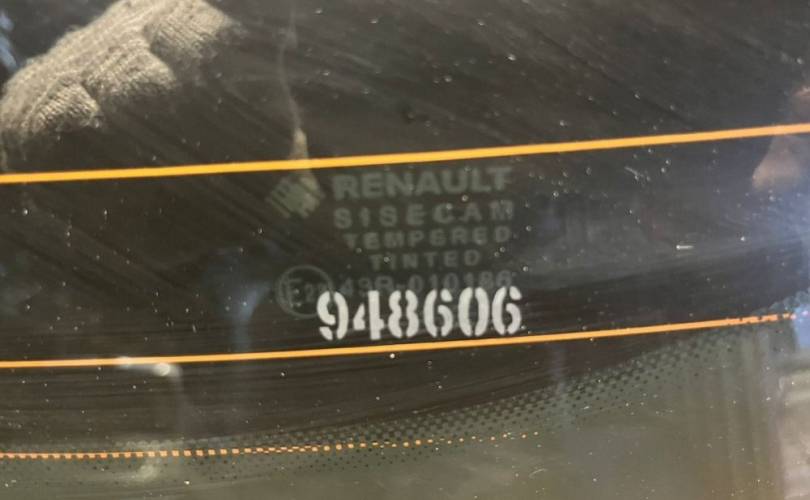 RENAULT
SISECAM
TEMPERED
TINTED
43R-010186
948606